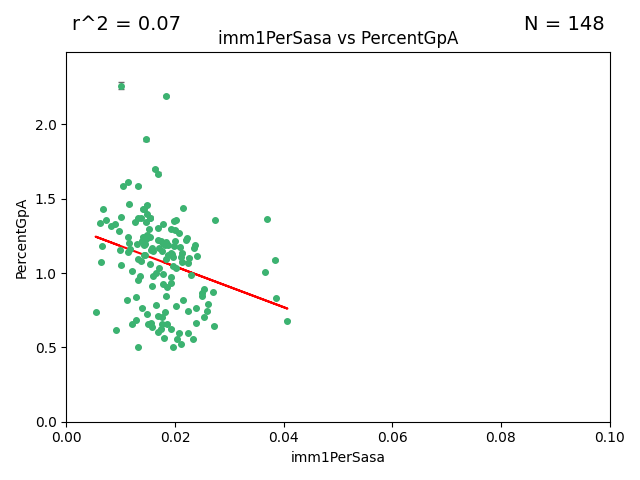 r^2 = 0.07
N = 148
imm1PerSasa vs PercentGpA
PercentGpA
2.0
1.5
1.0
0.5
0.0
0.00 0.02 0.04 0.06 0.08 0.10
imm1PerSasa